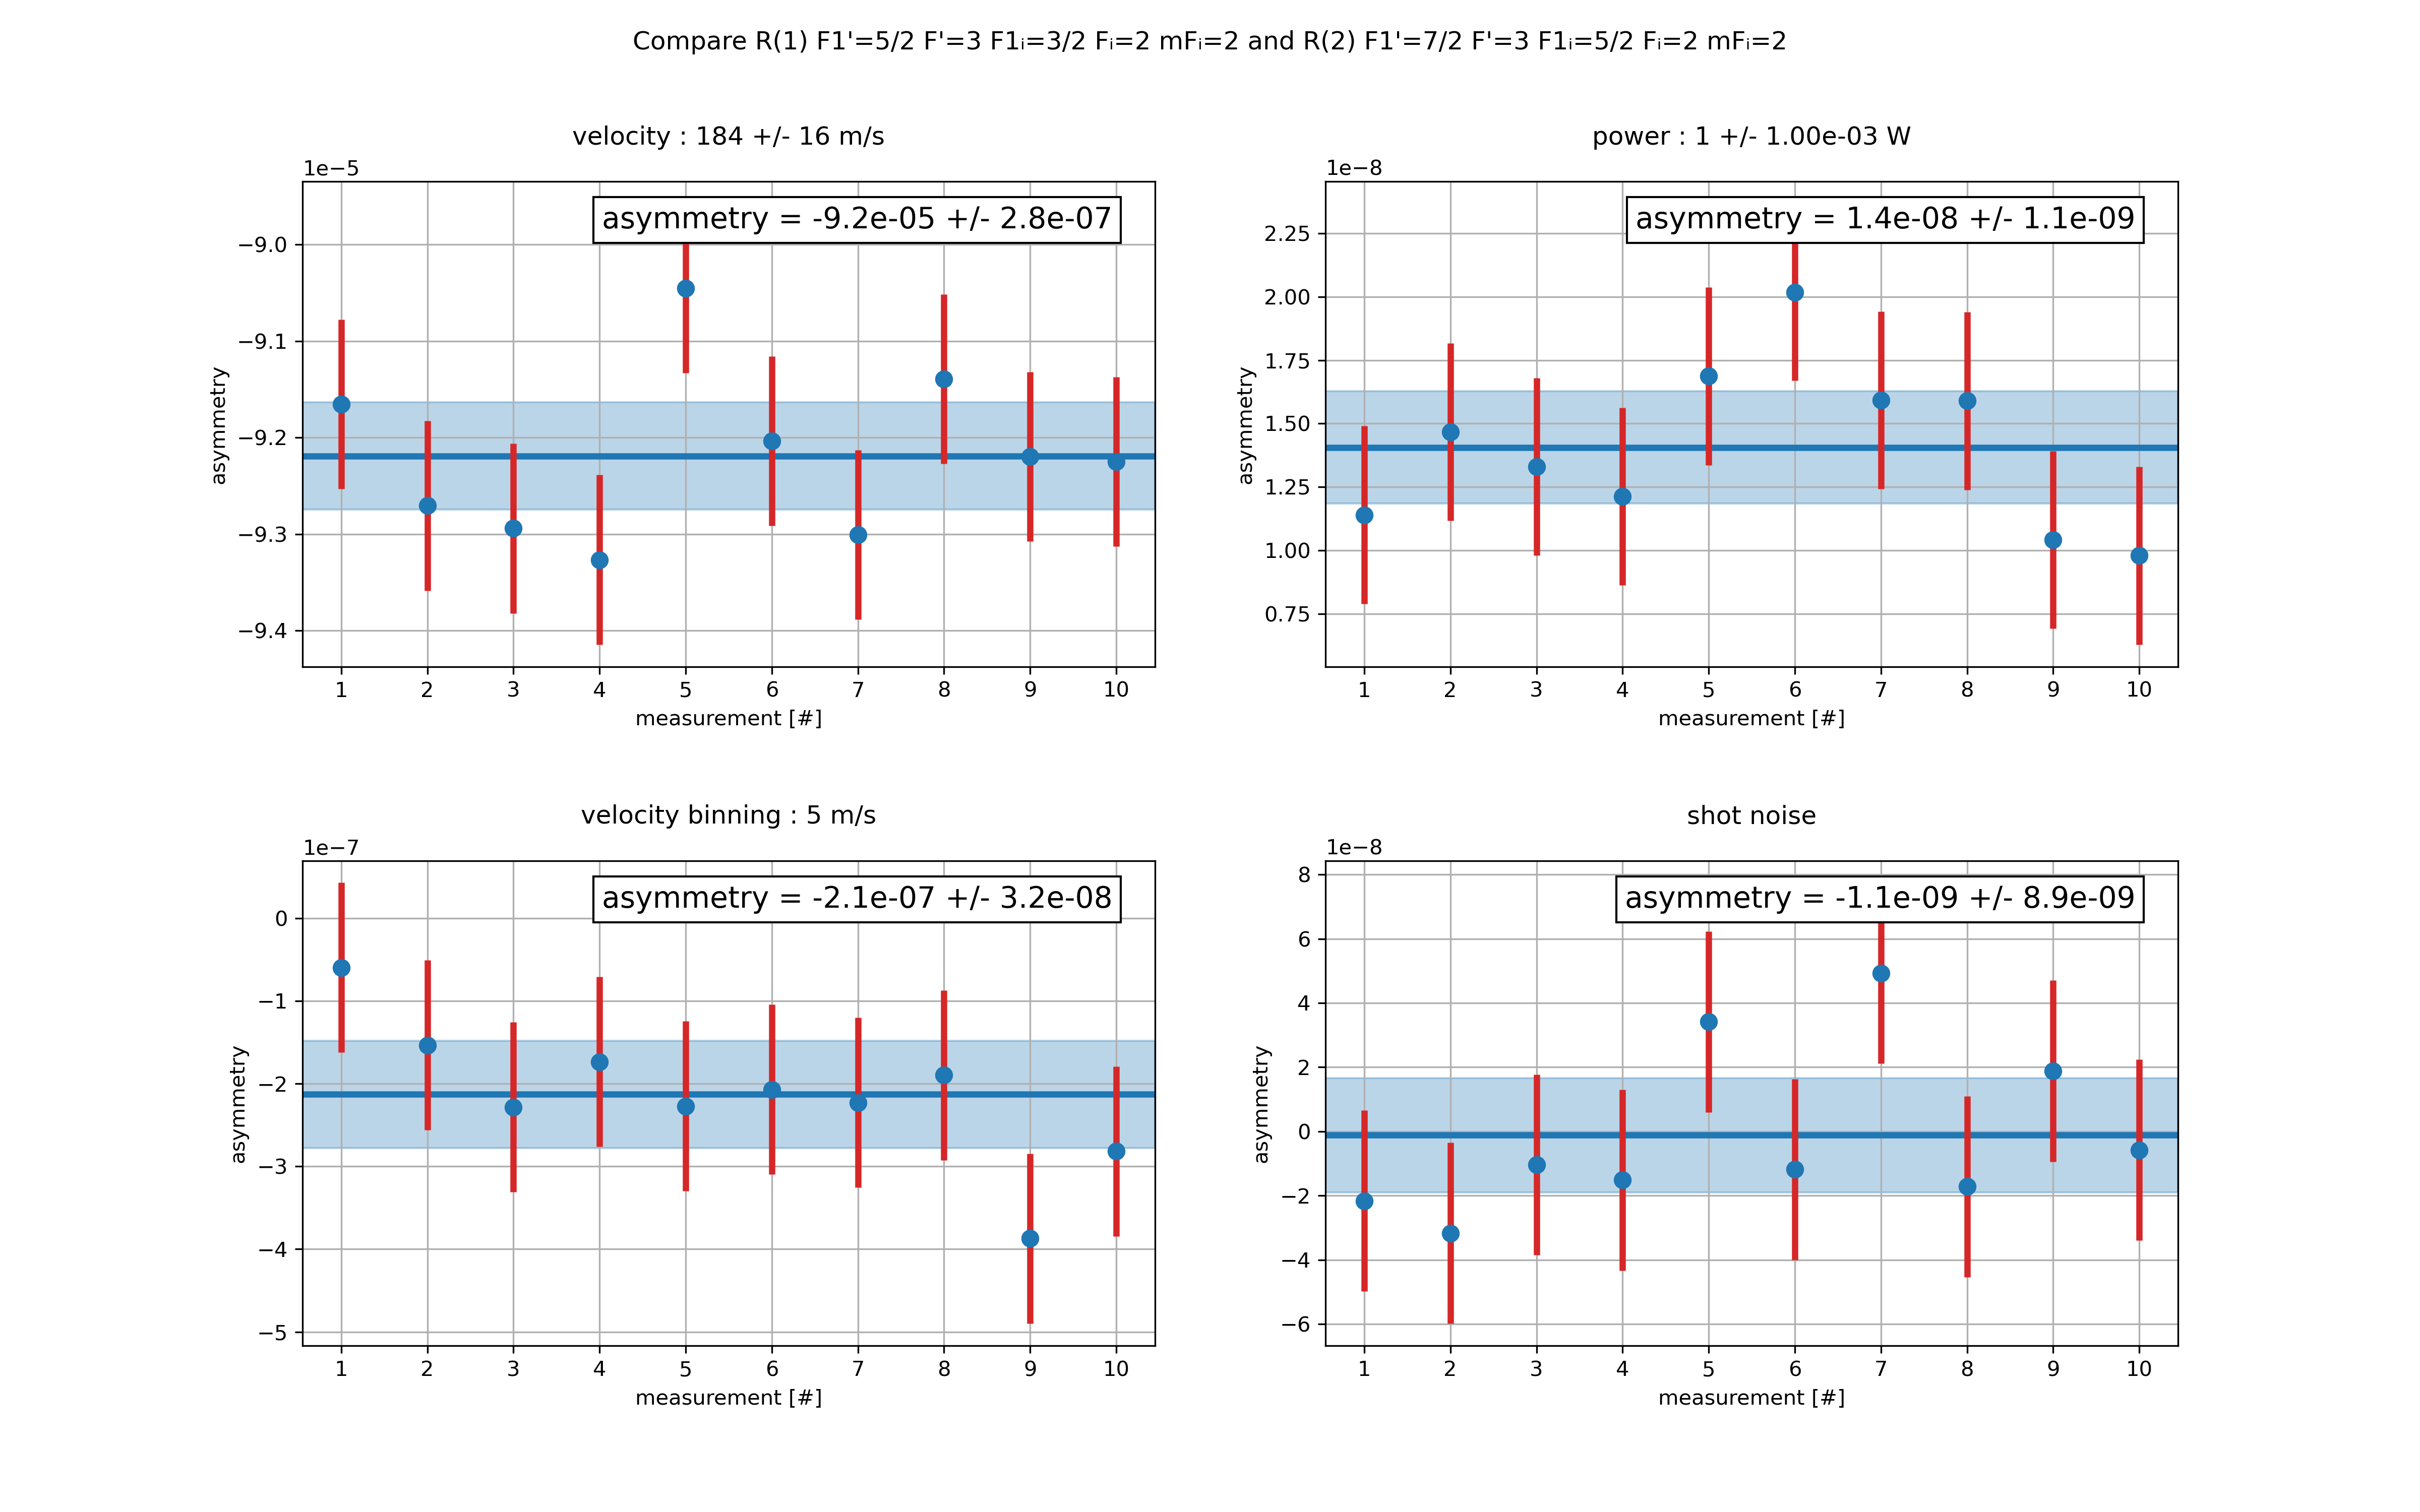 Compare R(1) F1'=5/2 F'=3 F1ᵢ=3/2 Fᵢ=2 mFᵢ=2 and R(2) F1'=7/2 F'=3 F1ᵢ=5/2 Fᵢ=2 mFᵢ=2
velocity : 184 +/- 16 m/s
1e−5
asymmetry = -9.2e-05 +/- 2.8e-07
−9.0
−9.1
−9.2
−9.3
−9.4
asymmetry
1 2 3 4 5 6 7 8 9 10
measurement [#]
power : 1 +/- 1.00e-03 W
1e−8
asymmetry = 1.4e-08 +/- 1.1e-09
2.25
2.00
1.75
1.50
1.25
1.00
0.75
asymmetry
1 2 3 4 5 6 7 8 9 10
measurement [#]
velocity binning : 5 m/s
1e−7
asymmetry = -2.1e-07 +/- 3.2e-08
0
−1
−2
−3
−4
−5
asymmetry
1 2 3 4 5 6 7 8 9 10
measurement [#]
shot noise
1e−8
asymmetry = -1.1e-09 +/- 8.9e-09
8
6
4
2
0
−2
−4
−6
asymmetry
1 2 3 4 5 6 7 8 9 10
measurement [#]